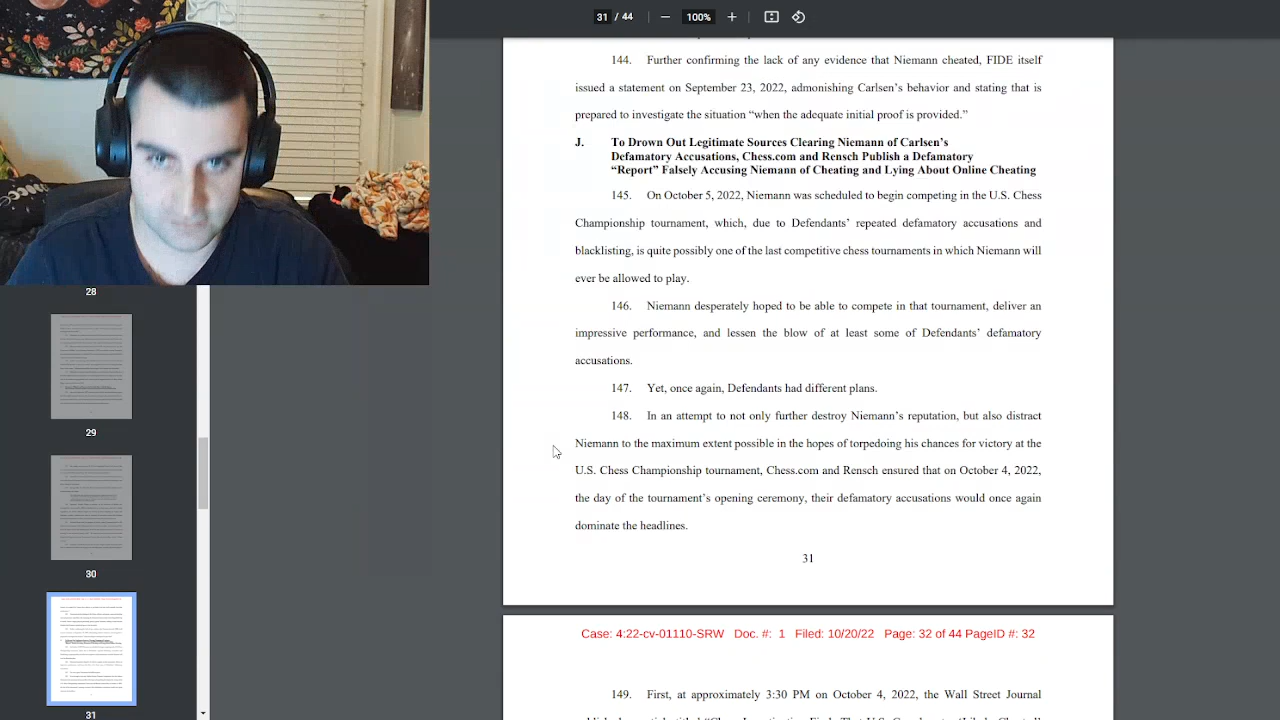 31 / 44
100%
144. Further confirming the lack of any evidence that Niemann cheated, FIDE itself
issued a statement on September 23, 2022, admonishing Carlsen's behavior and stating that is
prepared to investigate the situation “when the adequate initial proof is provided.”
J. To Drown Out Legitimate Sources Clearing Niemann of Carlsen's
Defamatory Accusations, Chess.com and Rensch Publish a Defamatory
“Report” Falsely Accusing Niemann of Cheating and Lying About Online Cheating
145. On October 5, 2022, Niemann was scheduled to begin competing in the U.S. Chess
Championship tournament, which, due to Defendants' repeated defamatory accusations and
blacklisting, is quite possibly one of the last competitive chess tournaments in which Niemann will
ever be allowed to play.
146. Niemann desperately hoped to be able to compete in that tournament, deliver an
impressive performance, and lessen the blow of at least some of Defendants' defamatory
accusations.
147. Yet, once again, Defendants had different plans.
148. In an attempt to not only further destroy Niemann's reputation, but also distract
Niemann to the maximum extent possible in the hopes of torpedoing his chances for victory at the
U.S. Chess Championship tournament, Chess.com and Rensch ensured that on October 4, 2022,
the day of the tournament's opening ceremony, their defamatory accusations would once again
dominate the headlines.
31
Case: Doc. #: Filed: 10/20/22 Page: 32 of 44 PageID #: 32
149. First, at approximately 3:30 PM on October 4, 2022, the Wall Street Journal
28
29
30
31